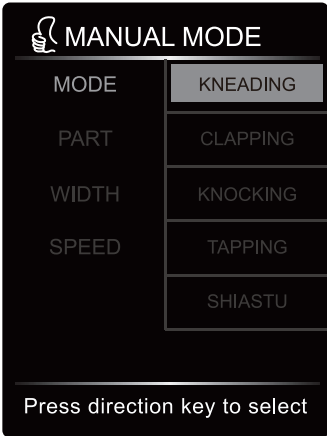 MANUAL MODE
MODE
KNEADING
PART
CLAPPING
WIDTH
KNOCKING
SPEED
TAPPING
SHIASTU
Press direction key to select